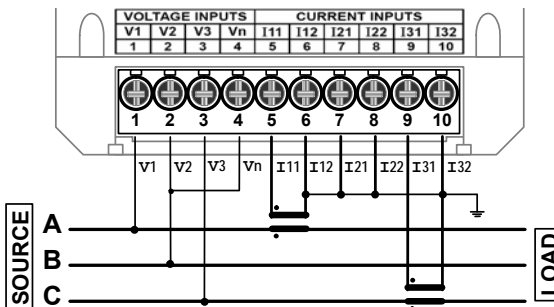 VOLTAGE INPUTS CURRENT INPUTS
V1 V2 V3 Vn I11 I12 I21 I22 I31 I32
1 2 3 4 5 6 7 8 9 10
1 2 3 4 5 6 7 8 9 10
V1 V2 V3 Vn I11 I12 I21 I22 I31 I32
SOURCE
A
B
C
LOAD